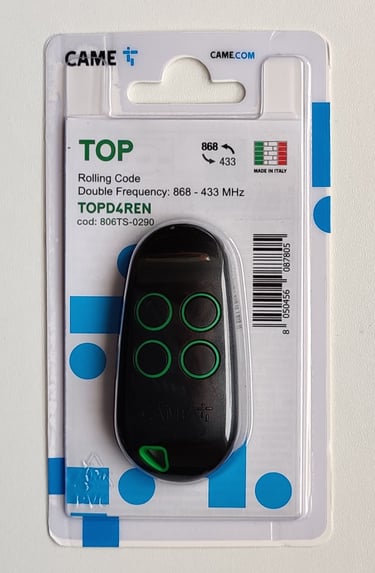 CAME
CAME.COM
TOP
868
433
MADE IN ITALY
Rolling Code
Double Frequency: 868 - 433 MHz
TOPD4REN
cod: 806TS-0290
8 050456 087805
CAME